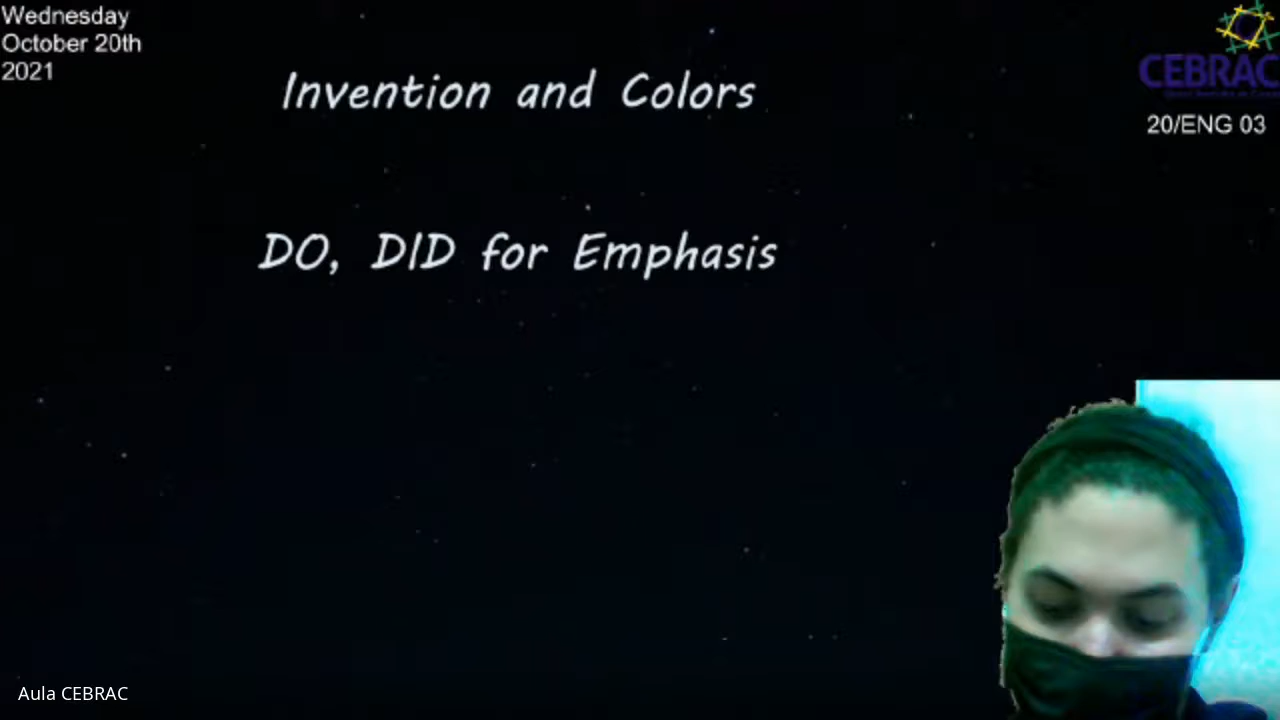 Wednesday
October 20th
2021
Invention and Colors
CEBRAC
20/ENG 03
DO, DID for Emphasis
Aula CEBRAC